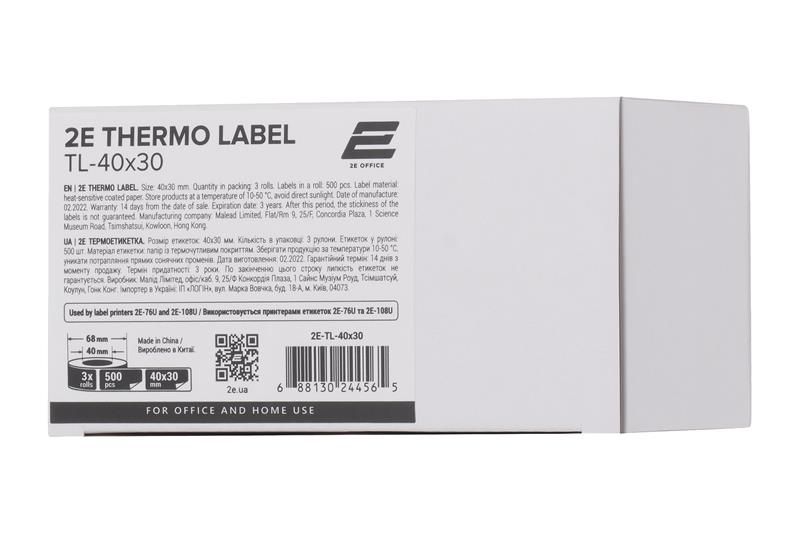 2E THERMO LABEL
TL-40x30
2E OFFICE
EN | 2E THERMO LABEL. Size: 40x30 mm. Quantity in packing: 3 rolls. Labels in a roll: 500 pcs. Label material:
heat-sensitive coated paper. Store products at a temperature of 10-50 °C, avoid direct sunlight. Date of manufacture:
02.2022. Warranty: 14 days from the date of sale. Expiration date: 3 years. After this period, the stickiness of the
labels is not guaranteed. Manufacturing company: Malead Limited, Flat/Rm 9, 25/F, Concordia Plaza, 1 Science
Museum Road, Tsimshatsui, Kowloon, Hong Kong.
UA | 2E ТЕРМОЕТИКЕТКА. Розмір етикеток: 40х30 мм. Кількість в упаковці: 3 рулони. Етикеток у рулоні:
500 шт. Матеріал етикетки: папір із термочутливим покриттям. Зберігати продукцію за температури 10-50 °C,
уникати потрапляння прямих сонячних променів. Дата виготовлення: 02.2022. Гарантійний термін: 14 днів з
моменту продажу. Термін придатності: 3 роки. По закінченню цього строку липкість етикеток не
гарантується. Виробник: Малід Лімітед, офіс/каб. 9, 25/Ф Конкордія Плаза, 1 Сайнс Музіум Роуд, Тсімшатсуй,
Коулун, Гонк Конг. Імпортер в Україні: ІП «ЛОГІН», вул. Марка Вовчка, буд. 18-А, м. Київ, 04073.
Used by label printers 2E-76U and 2E-108U / Використовується принтерами етикеток 2E-76U та 2E-108U
68 mm
40 mm
3x
rolls
500
pcs
40x30
mm
Made in China /
Вироблено в Китаї.
2e.ua
2E-TL-40x30
6 88130 24456 5
FOR OFFICE AND HOME USE